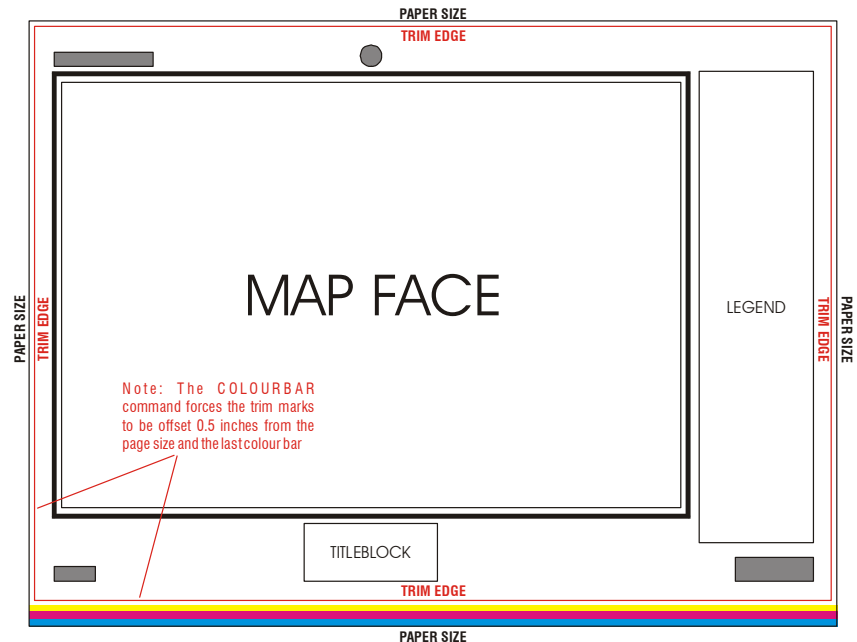 PAPER SIZE
TRIM EDGE
PAPER SIZE
TRIM EDGE
MAP FACE
LEGEND
TRIM EDGE
PAPER SIZE
Note: The COLOURBAR
command forces the trim marks
to be offset 0.5 inches from the
page size and the last colour bar
TITLEBLOCK
TRIM EDGE
PAPER SIZE